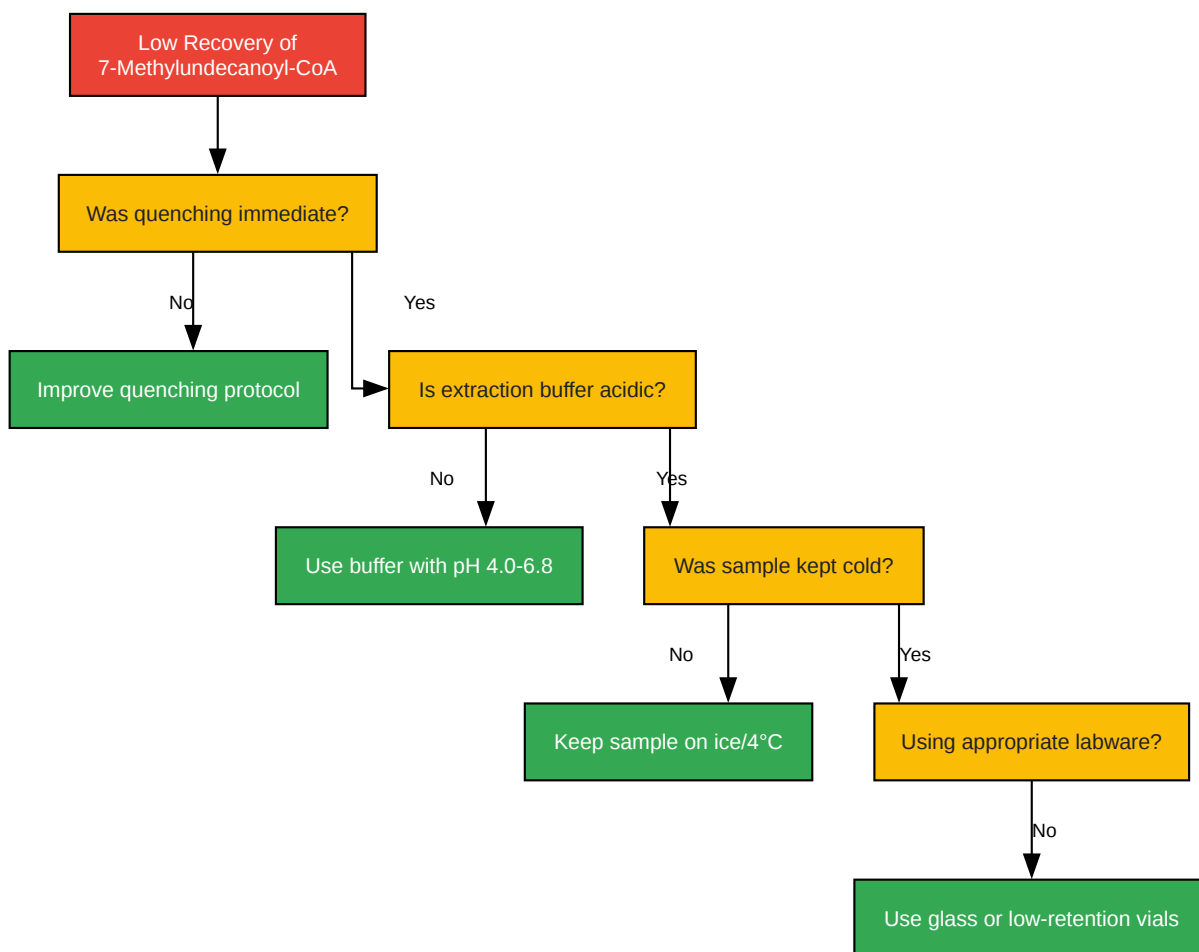 Low Recovery of
7-Methylundecanoyl-CoA
Was quenching immediate?
No
Yes
Improve quenching protocol
Is extraction buffer acidic?
No
Yes
Use buffer with pH 4.0-6.8
Was sample kept cold?
No
Yes
Keep sample on ice/4°C
Using appropriate labware?
No
Use glass or low-retention vials